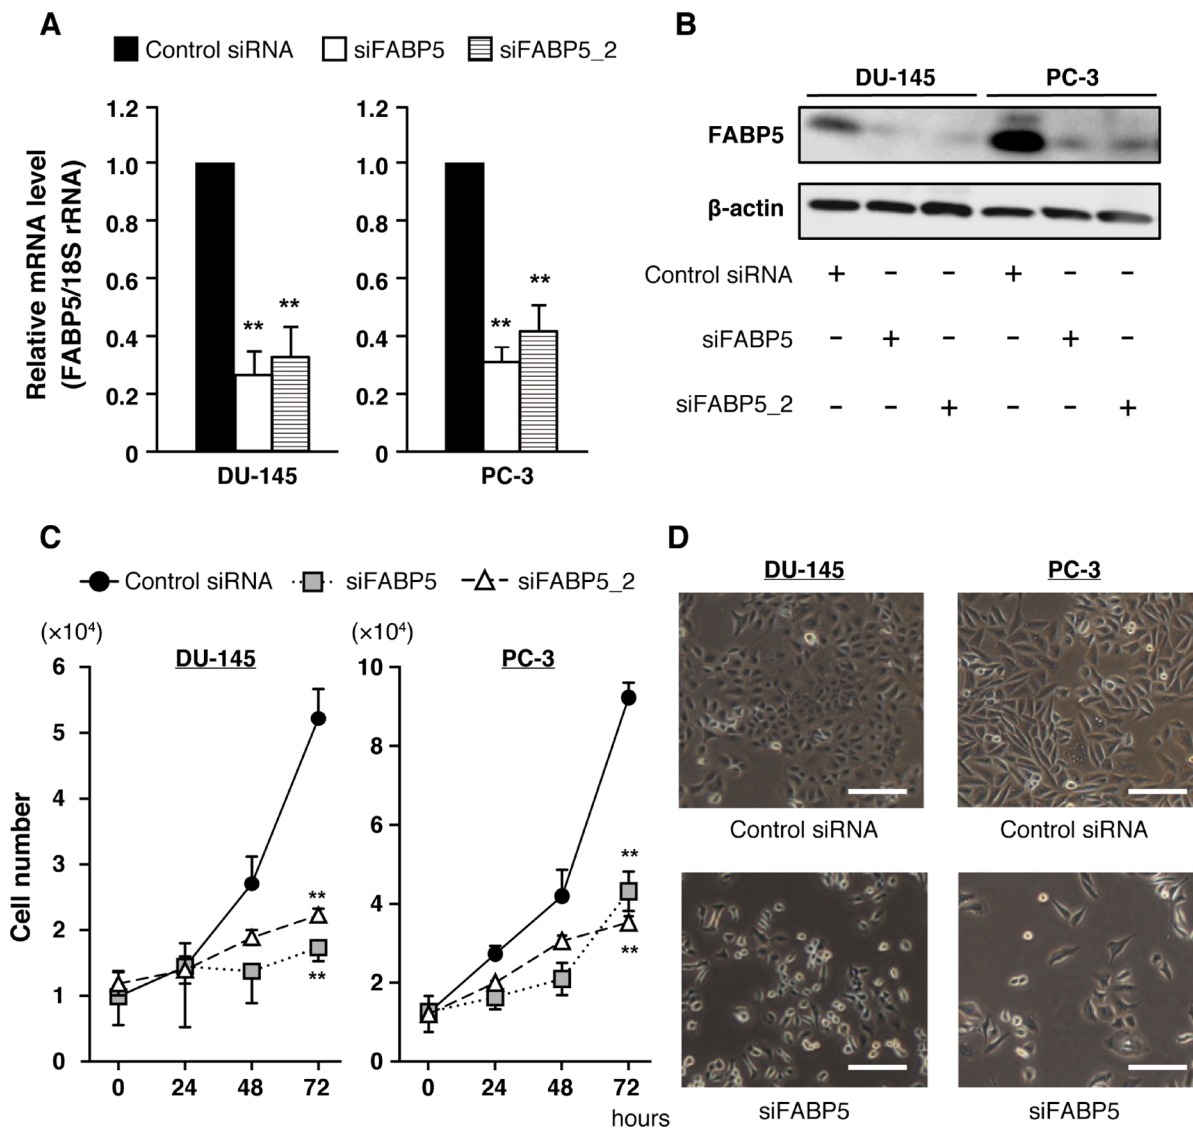 A
Control siRNA siFABP5 siFABP5_2
Relative mRNA level
(FABP5/18S rRNA)
1.2
1.0
0.8
0.6
0.4
0.2
0
** **
DU-145
1.2
1.0
0.8
0.6
0.4
0.2
0
** **
PC-3
B
DU-145 PC-3
FABP5
β-actin
Control siRNA + − − + − −
siFABP5 − + − − + −
siFABP5_2 − − + − − +
C
Control siRNA siFABP5 siFABP5_2
Cell number
(×10⁴)
DU-145
6
5
4
3
2
1
0
**
**
0 24 48 72
(×10⁴)
PC-3
10
8
6
4
2
0
**
**
0 24 48 72
hours
D
DU-145 PC-3
Control siRNA Control siRNA
siFABP5 siFABP5